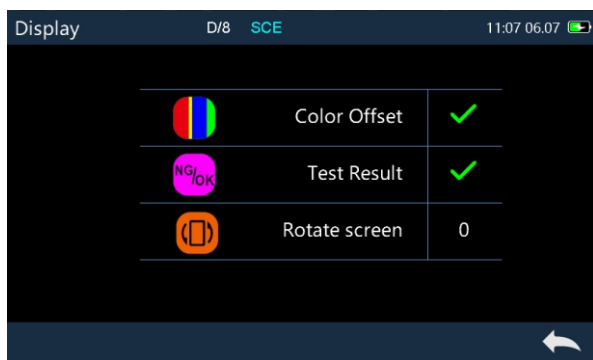 Display D/8 SCE 11:07 06.07
Color Offset
NG/OK Test Result
Rotate screen 0